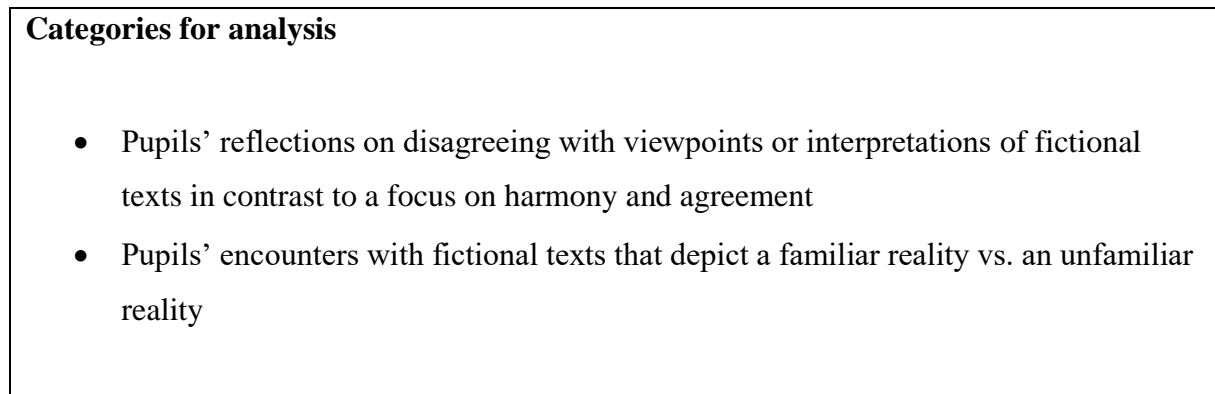 Categories for analysis
• Pupils’ reflections on disagreeing with viewpoints or interpretations of fictional
texts in contrast to a focus on harmony and agreement
• Pupils’ encounters with fictional texts that depict a familiar reality vs. an unfamiliar
reality